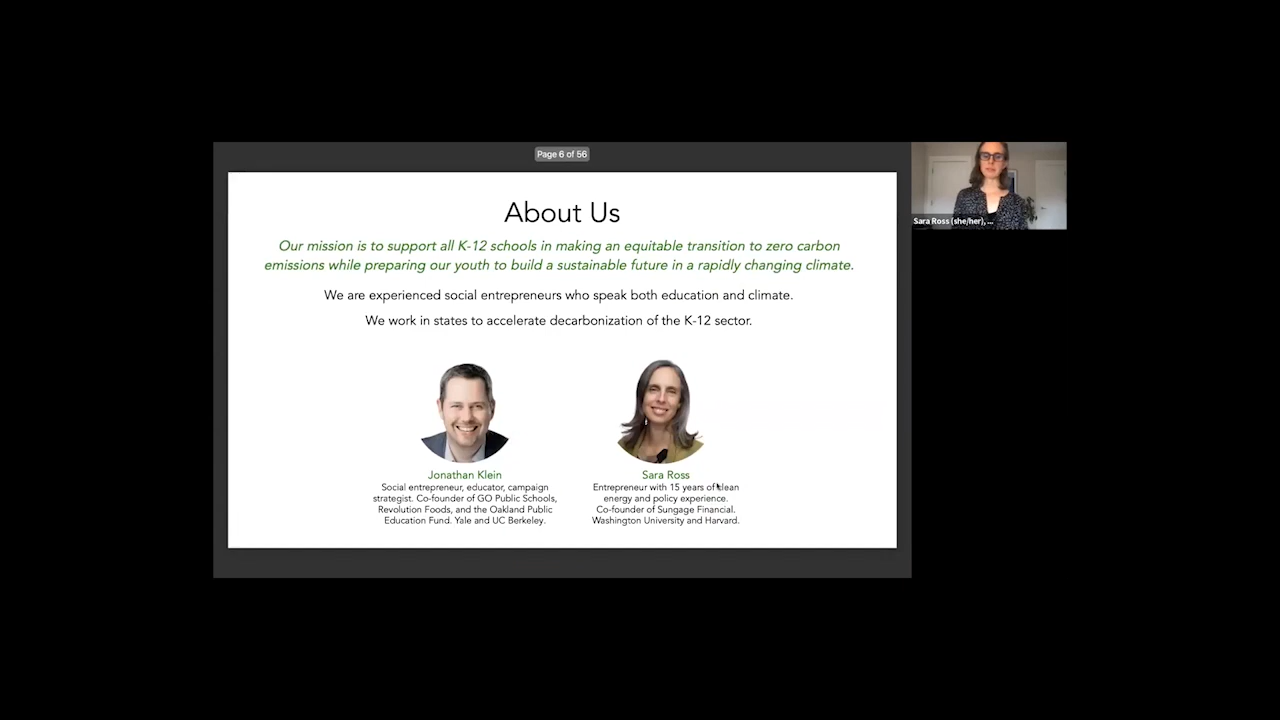 Page 6 of 56
About Us
Our mission is to support all K-12 schools in making an equitable transition to zero carbon
emissions while preparing our youth to build a sustainable future in a rapidly changing climate.
We are experienced social entrepreneurs who speak both education and climate.
We work in states to accelerate decarbonization of the K-12 sector.
Jonathan Klein
Social entrepreneur, educator, campaign
strategist. Co-founder of GO Public Schools,
Revolution Foods, and the Oakland Public
Education Fund. Yale and UC Berkeley.
Sara Ross
Entrepreneur with 15 years of clean
energy and policy experience.
Co-founder of Sungage Financial.
Washington University and Harvard.
Sara Ross (she/her), ...